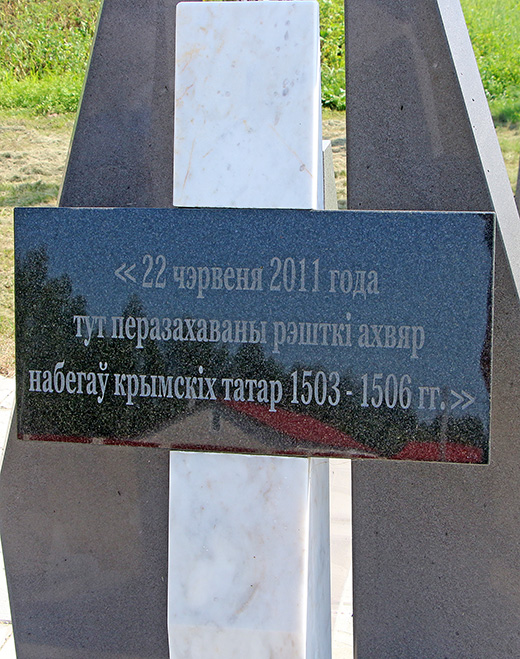 « 22 чэрвеня 2011 года
тут перазахаваны рэшткі ахвяр
набегаў крымскіх татар 1503 - 1506 гг. »